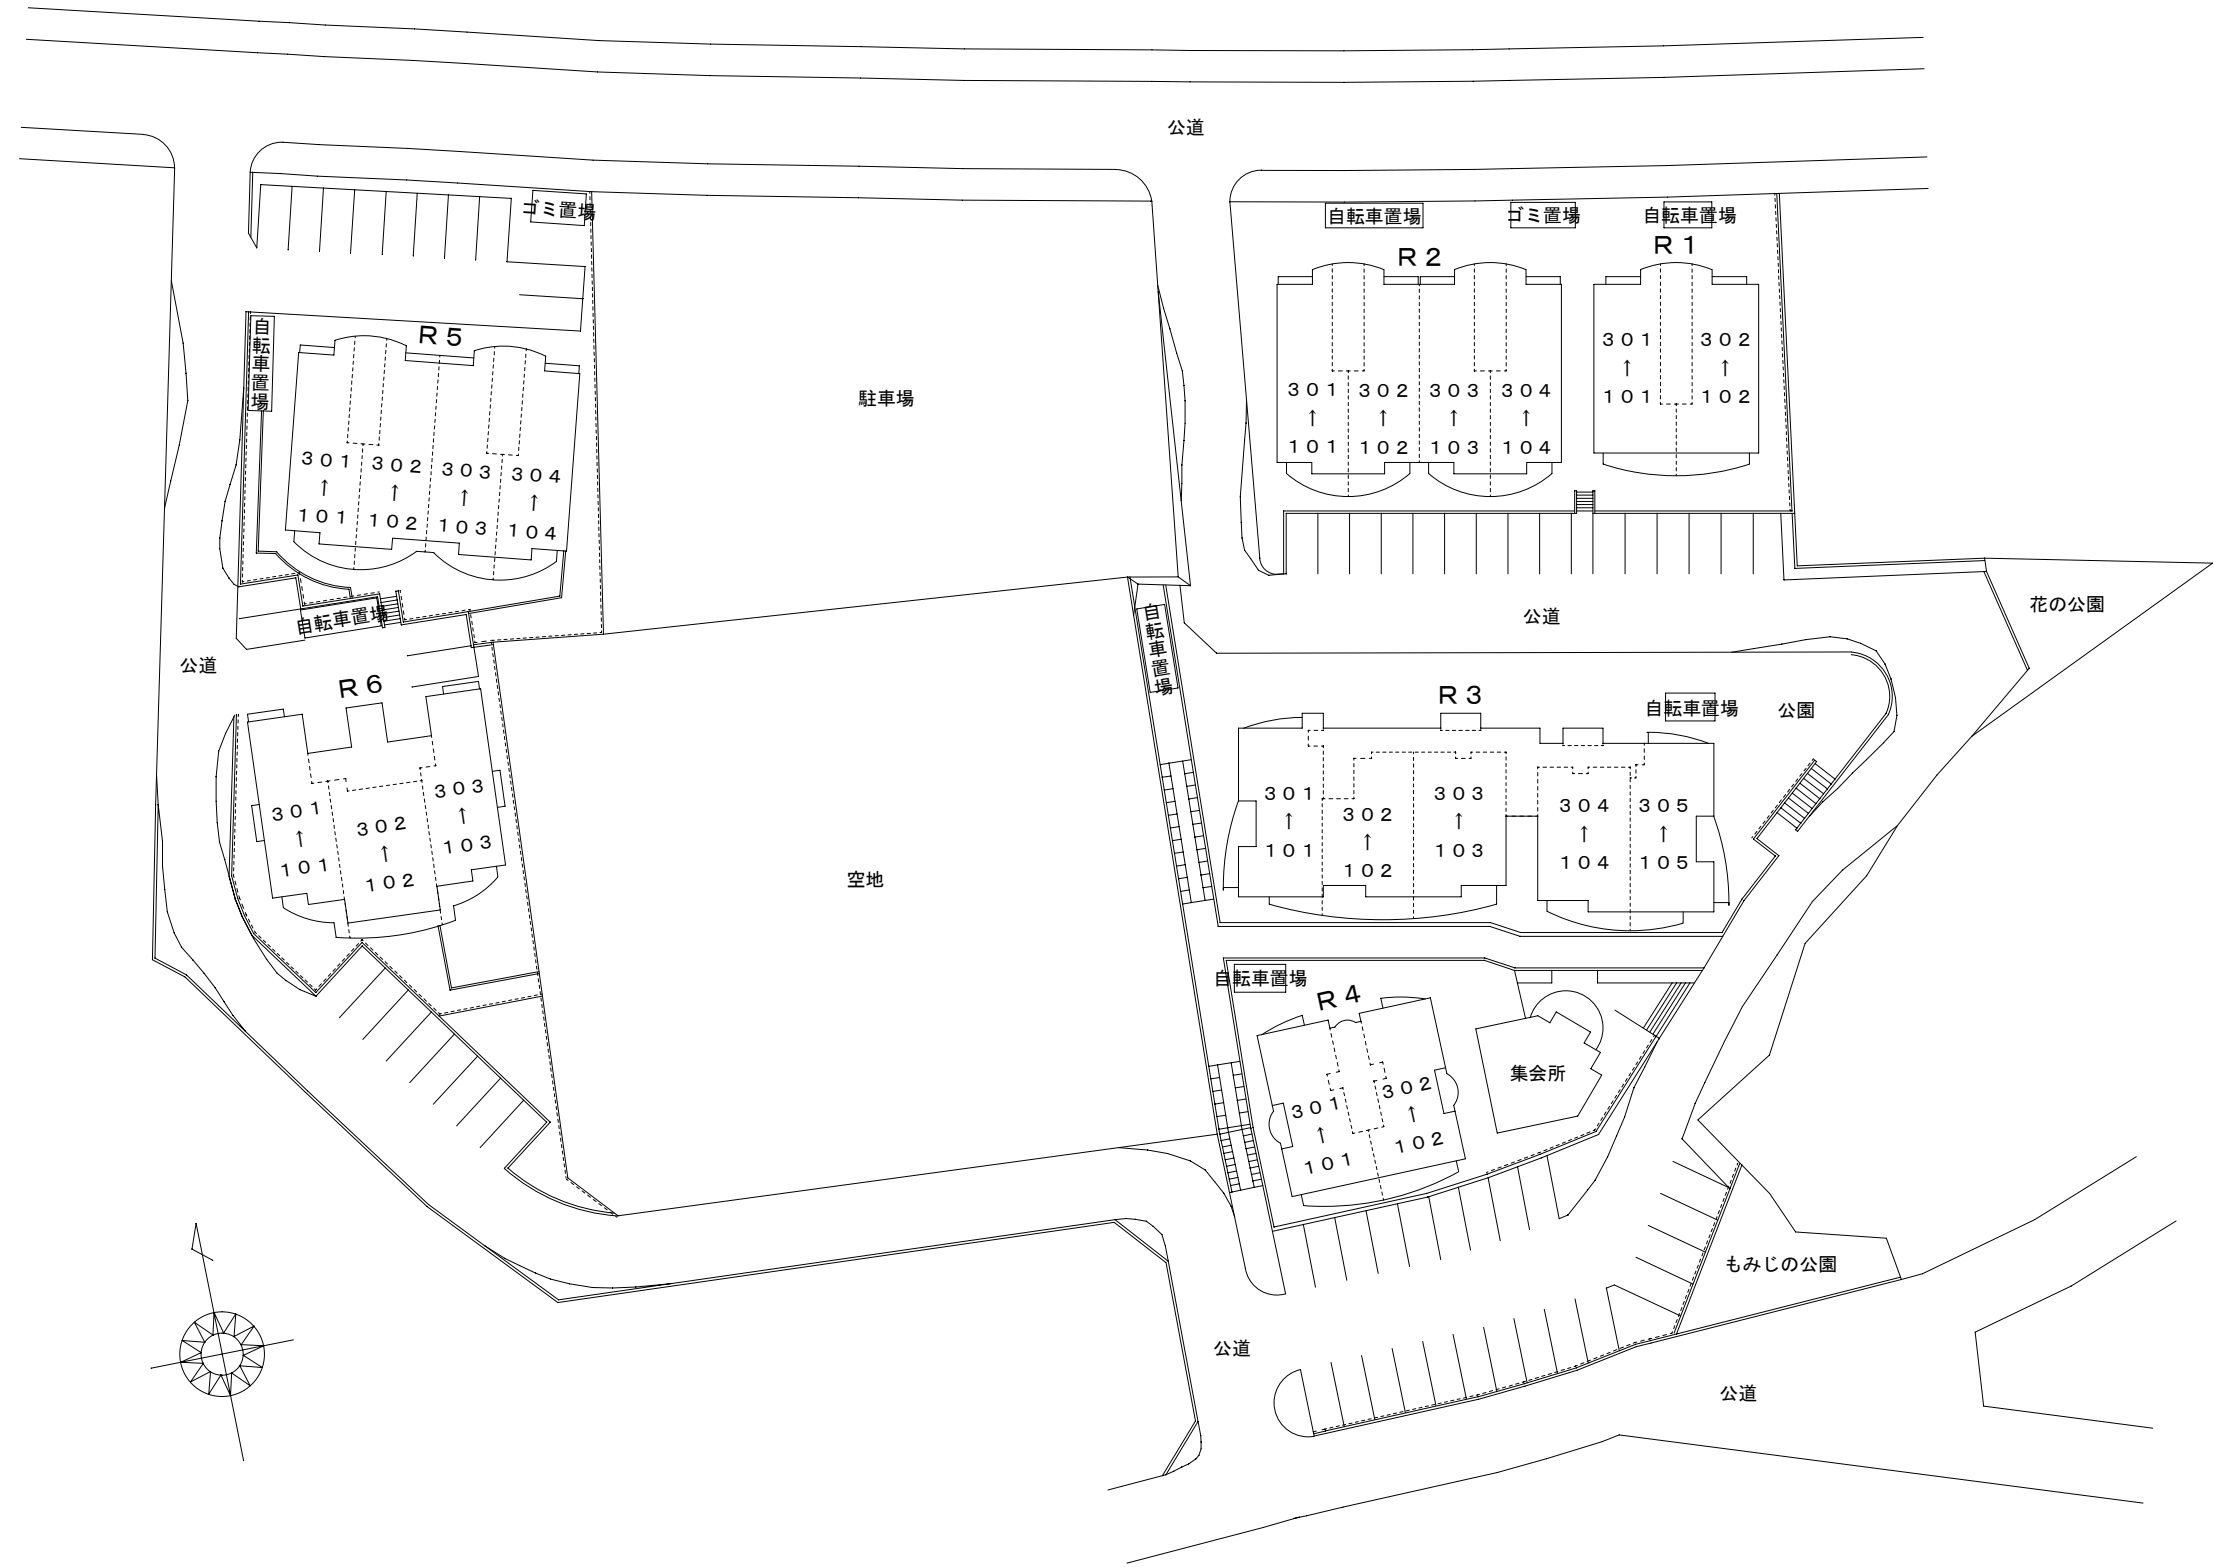 公道
ゴミ置場
自転車置場
ゴミ置場
自転車置場
R5
自転車置場
301 302 303 304
↑ ↑ ↑ ↑
101 102 103 104
駐車場
R2
301 302 303 304
↑ ↑ ↑ ↑
101 102 103 104
R1
301 302
↑ ↑
101 102
自転車置場
公道
R6
301 302 303
↑ ↑ ↑
101 102 103
空地
自転車置場
公道
花の公園
R3
自転車置場
公園
301 302 303 304 305
↑ ↑ ↑ ↑ ↑
101 102 103 104 105
自転車置場
R4
301 302
↑ ↑
101 102
集会所
もみじの公園
公道
公道